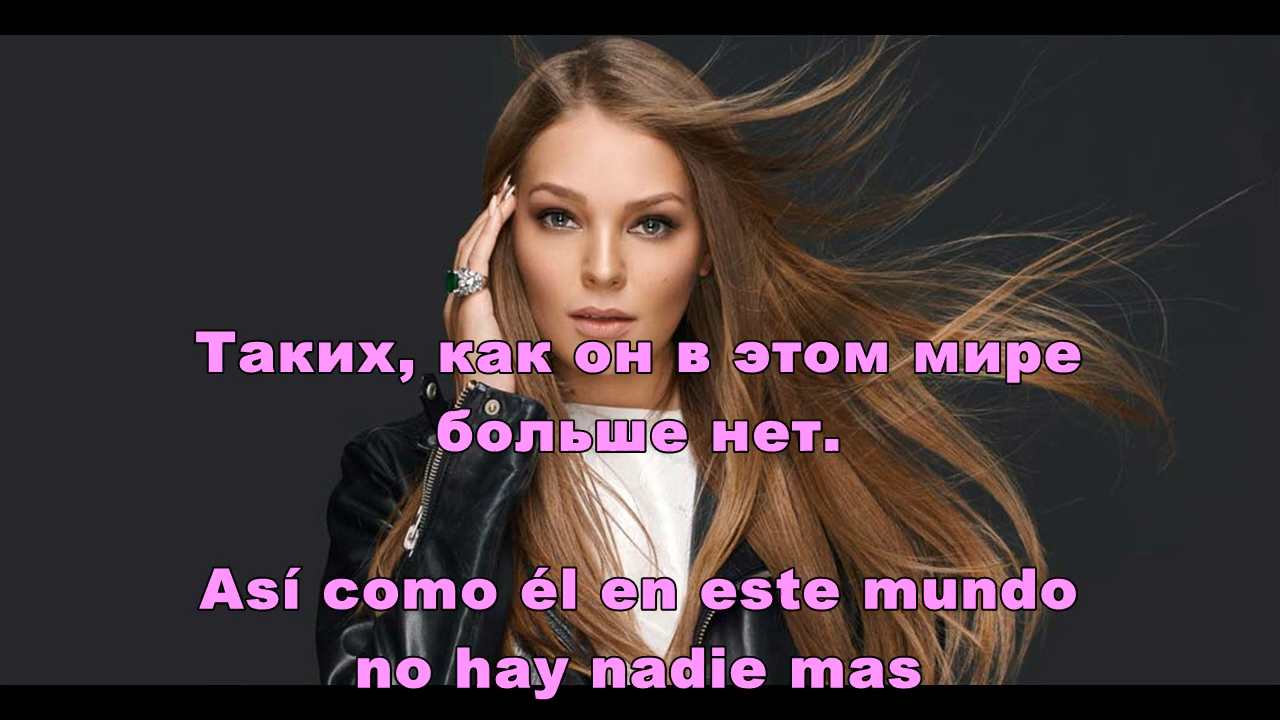 Таких, как он в этом мире
больше нет.
Así como él en este mundo
no hay nadie mas